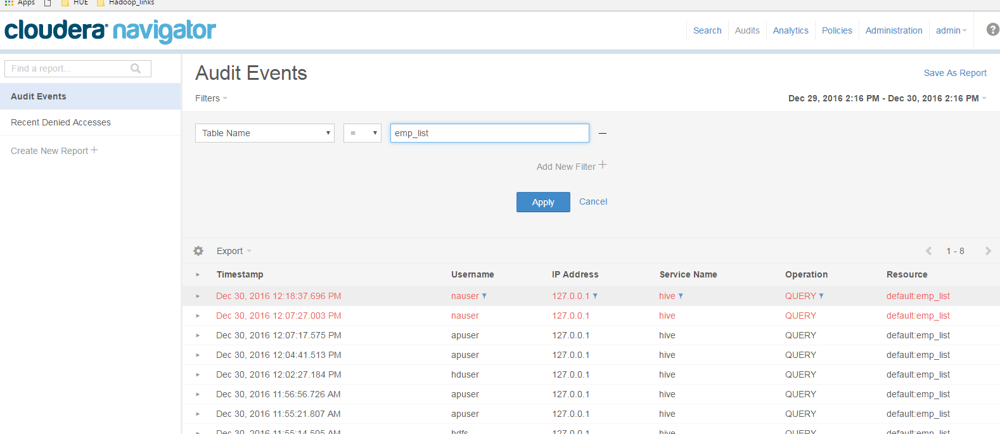 Apps HUE Hadoop_links
cloudera navigator
Search Audits Analytics Policies Administration admin ?
Find a report...
Audit Events
Recent Denied Accesses
Create New Report +
Audit Events
Save As Report
Filters
Dec 29, 2016 2:16 PM - Dec 30, 2016 2:16 PM
Table Name = emp_list
Add New Filter +
Apply Cancel
Export 1 - 8
Timestamp Username IP Address Service Name Operation Resource
Dec 30, 2016 12:18:37.696 PM nauser 127.0.0.1 hive QUERY default:emp_list
Dec 30, 2016 12:07:27.003 PM nauser 127.0.0.1 hive QUERY default:emp_list
Dec 30, 2016 12:07:17.575 PM apuser 127.0.0.1 hive QUERY default:emp_list
Dec 30, 2016 12:04:41.513 PM apuser 127.0.0.1 hive QUERY default:emp_list
Dec 30, 2016 12:02:27.184 PM hduser 127.0.0.1 hive QUERY default:emp_list
Dec 30, 2016 11:56:56.726 AM apuser 127.0.0.1 hive QUERY default:emp_list
Dec 30, 2016 11:55:21.807 AM apuser 127.0.0.1 hive QUERY default:emp_list
Dec 30, 2016 11:55:14.505 AM hdfs 127.0.0.1 hive QUERY default:emp_list